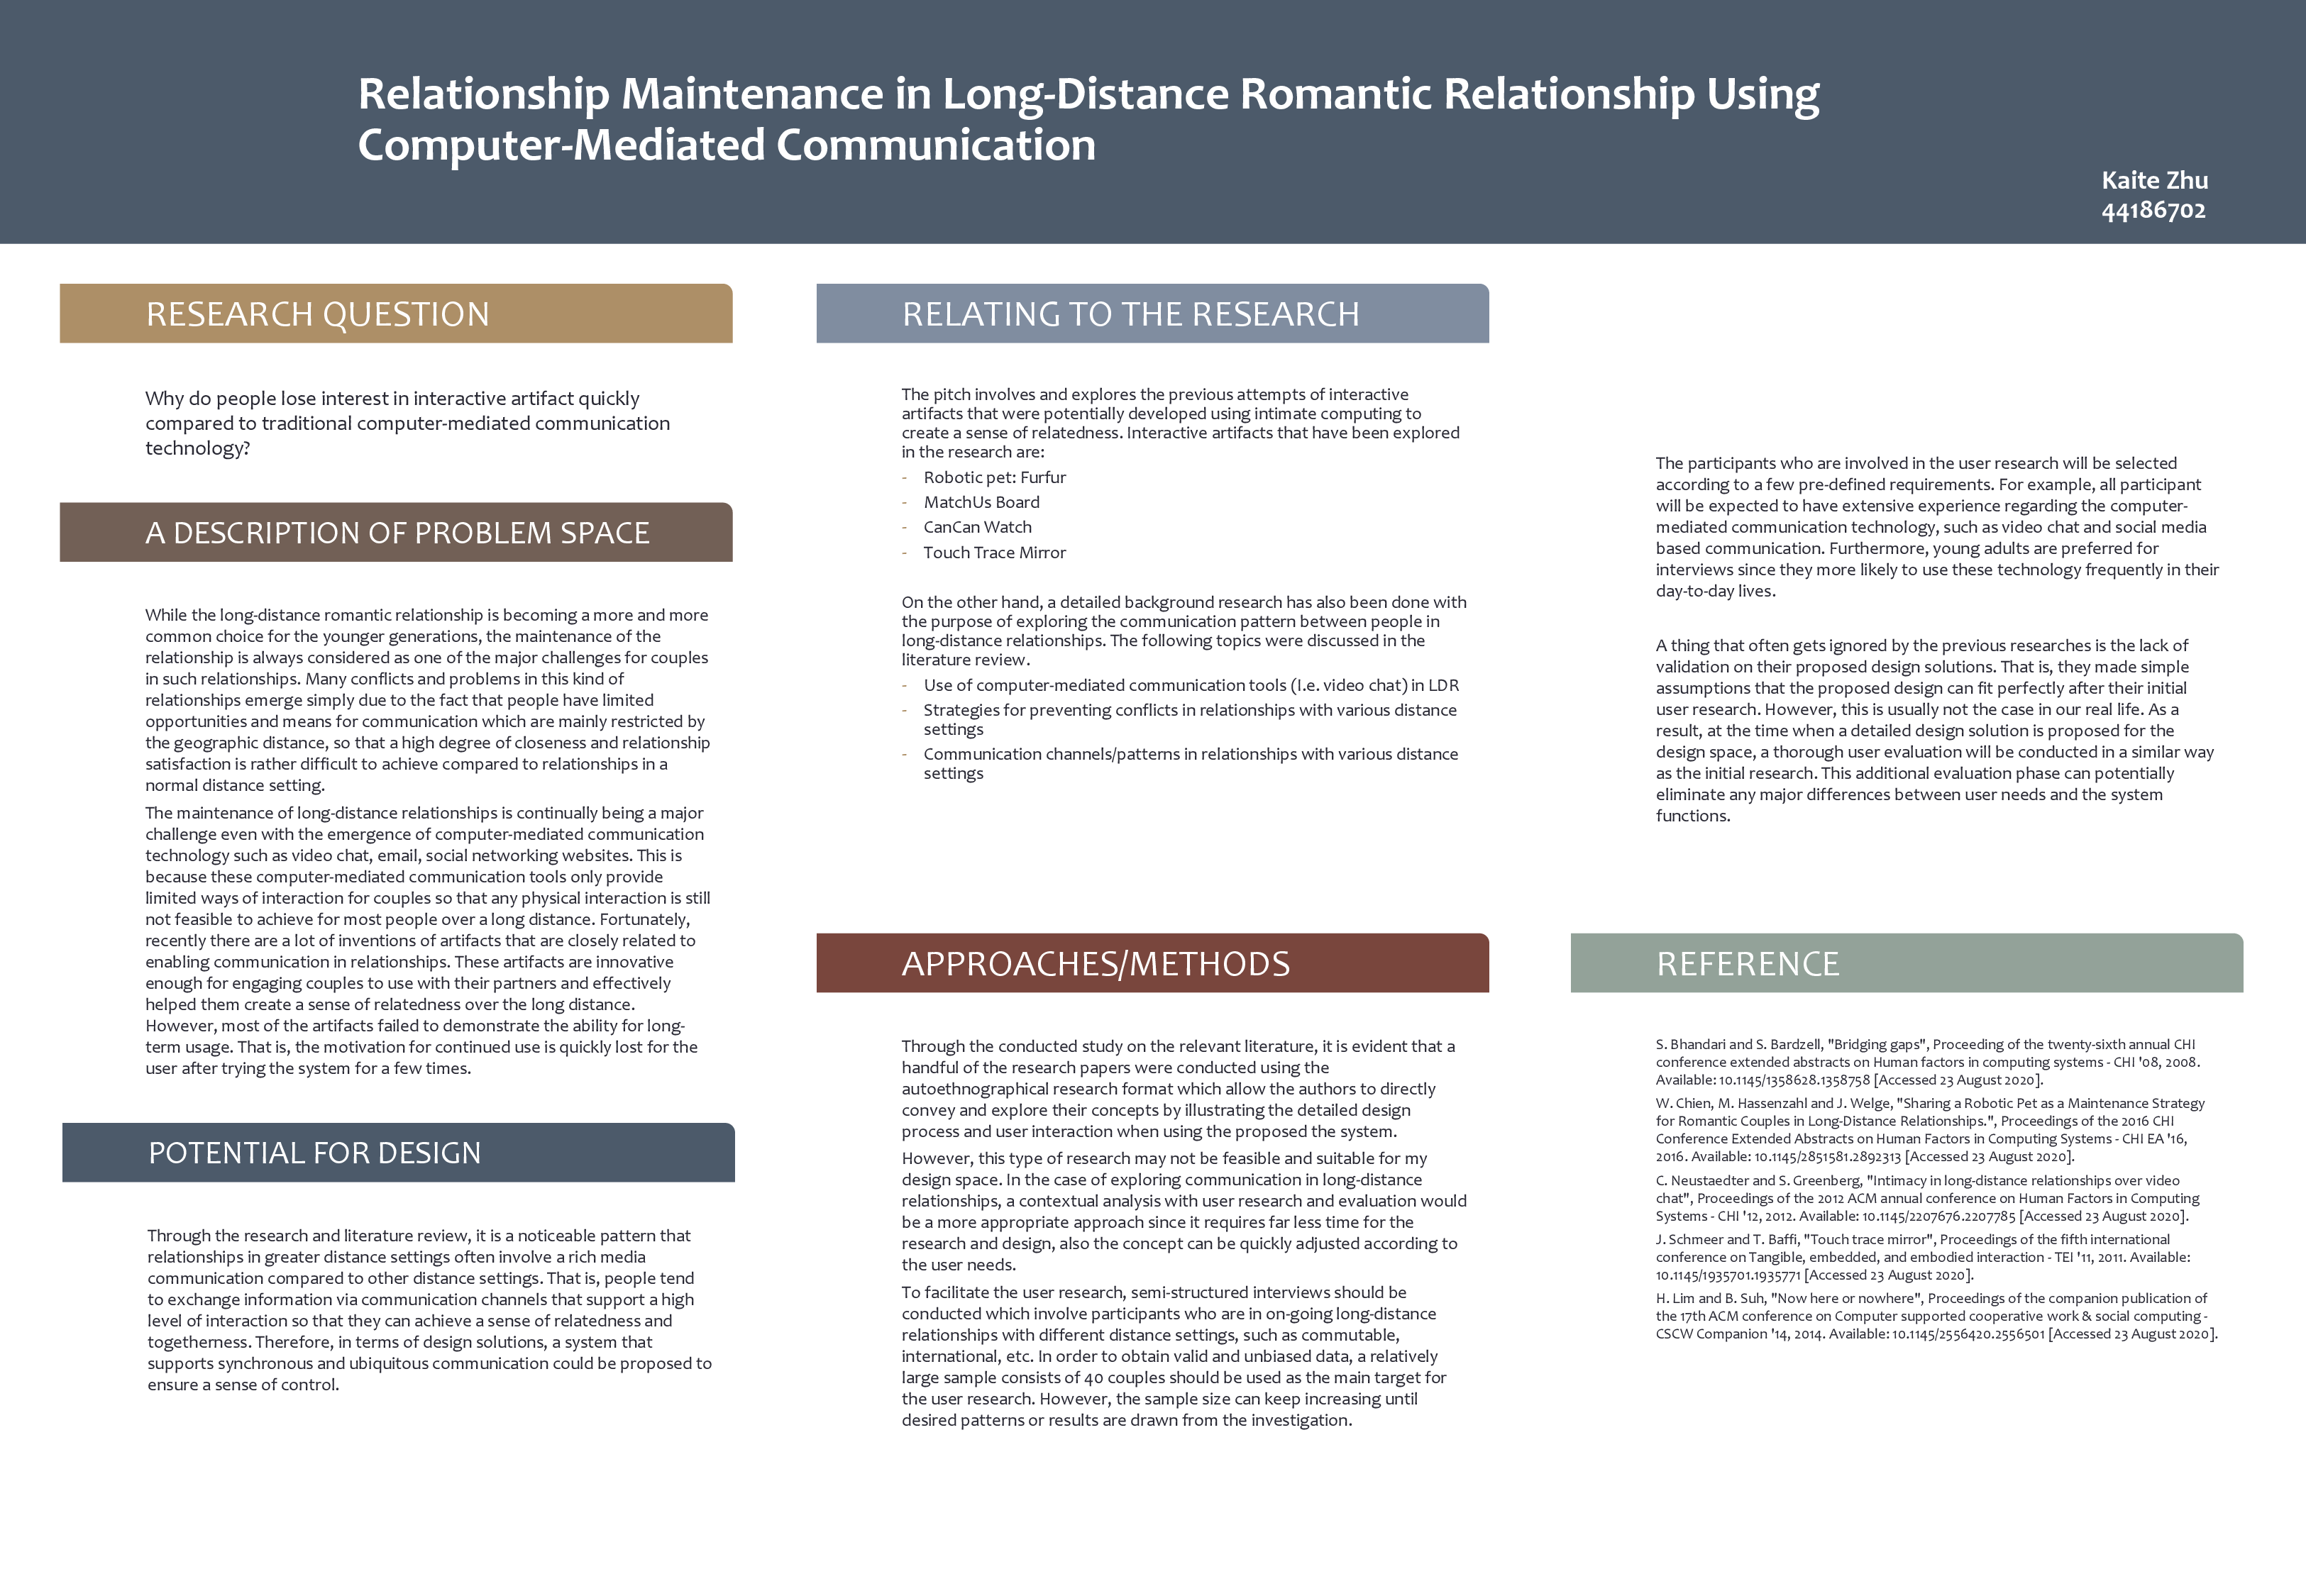 Relationship Maintenance in Long-Distance Romantic Relationship Using
Computer-Mediated Communication
Kaite Zhu
44186702
RESEARCH QUESTION
Why do people lose interest in interactive artifact quickly
compared to traditional computer-mediated communication
technology?
A DESCRIPTION OF PROBLEM SPACE
While the long-distance romantic relationship is becoming a more and more
common choice for the younger generations, the maintenance of the
relationship is always considered as one of the major challenges for couples
in such relationships. Many conflicts and problems in this kind of
relationships emerge simply due to the fact that people have limited
opportunities and means for communication which are mainly restricted by
the geographic distance, so that a high degree of closeness and relationship
satisfaction is rather difficult to achieve compared to relationships in a
normal distance setting.
The maintenance of long-distance relationships is continually being a major
challenge even with the emergence of computer-mediated communication
technology such as video chat, email, social networking websites. This is
because these computer-mediated communication tools only provide
limited ways of interaction for couples so that any physical interaction is still
not feasible to achieve for most people over a long distance. Fortunately,
recently there are a lot of inventions of artifacts that are closely related to
enabling communication in relationships. These artifacts are innovative
enough for engaging couples to use with their partners and effectively
helped them create a sense of relatedness over the long distance.
However, most of the artifacts failed to demonstrate the ability for long-
term usage. That is, the motivation for continued use is quickly lost for the
user after trying the system for a few times.
POTENTIAL FOR DESIGN
Through the research and literature review, it is a noticeable pattern that
relationships in greater distance settings often involve a rich media
communication compared to other distance settings. That is, people tend
to exchange information via communication channels that support a high
level of interaction so that they can achieve a sense of relatedness and
togetherness. Therefore, in terms of design solutions, a system that
supports synchronous and ubiquitous communication could be proposed to
ensure a sense of control.
RELATING TO THE RESEARCH
The pitch involves and explores the previous attempts of interactive
artifacts that were potentially developed using intimate computing to
create a sense of relatedness. Interactive artifacts that have been explored
in the research are:
- Robotic pet: Furfur
- MatchUs Board
- CanCan Watch
- Touch Trace Mirror
On the other hand, a detailed background research has also been done with
the purpose of exploring the communication pattern between people in
long-distance relationships. The following topics were discussed in the
literature review.
- Use of computer-mediated communication tools (I.e. video chat) in LDR
- Strategies for preventing conflicts in relationships with various distance
settings
- Communication channels/patterns in relationships with various distance
settings
APPROACHES/METHODS
Through the conducted study on the relevant literature, it is evident that a
handful of the research papers were conducted using the
autoethnographical research format which allow the authors to directly
convey and explore their concepts by illustrating the detailed design
process and user interaction when using the proposed the system.
However, this type of research may not be feasible and suitable for my
design space. In the case of exploring communication in long-distance
relationships, a contextual analysis with user research and evaluation would
be a more appropriate approach since it requires far less time for the
research and design, also the concept can be quickly adjusted according to
the user needs.
To facilitate the user research, semi-structured interviews should be
conducted which involve participants who are in on-going long-distance
relationships with different distance settings, such as commutable,
international, etc. In order to obtain valid and unbiased data, a relatively
large sample consists of 40 couples should be used as the main target for
the user research. However, the sample size can keep increasing until
desired patterns or results are drawn from the investigation.
The participants who are involved in the user research will be selected
according to a few pre-defined requirements. For example, all participant
will be expected to have extensive experience regarding the computer-
mediated communication technology, such as video chat and social media
based communication. Furthermore, young adults are preferred for
interviews since they more likely to use these technology frequently in their
day-to-day lives.
A thing that often gets ignored by the previous researches is the lack of
validation on their proposed design solutions. That is, they made simple
assumptions that the proposed design can fit perfectly after their initial
user research. However, this is usually not the case in our real life. As a
result, at the time when a detailed design solution is proposed for the
design space, a thorough user evaluation will be conducted in a similar way
as the initial research. This additional evaluation phase can potentially
eliminate any major differences between user needs and the system
functions.
REFERENCE
S. Bhandari and S. Bardzell, "Bridging gaps", Proceeding of the twenty-sixth annual CHI
conference extended abstracts on Human factors in computing systems - CHI '08, 2008.
Available: 10.1145/1358628.1358758 [Accessed 23 August 2020].
W. Chien, M. Hassenzahl and J. Welge, "Sharing a Robotic Pet as a Maintenance Strategy
for Romantic Couples in Long-Distance Relationships.", Proceedings of the 2016 CHI
Conference Extended Abstracts on Human Factors in Computing Systems - CHI EA '16,
2016. Available: 10.1145/2851581.2892313 [Accessed 23 August 2020].
C. Neustaedter and S. Greenberg, "Intimacy in long-distance relationships over video
chat", Proceedings of the 2012 ACM annual conference on Human Factors in Computing
Systems - CHI '12, 2012. Available: 10.1145/2207676.2207785 [Accessed 23 August 2020].
J. Schmeer and T. Baffi, "Touch trace mirror", Proceedings of the fifth international
conference on Tangible, embedded, and embodied interaction - TEI '11, 2011. Available:
10.1145/1935701.1935771 [Accessed 23 August 2020].
H. Lim and B. Suh, "Now here or nowhere", Proceedings of the companion publication of
the 17th ACM conference on Computer supported cooperative work & social computing -
CSCW Companion '14, 2014. Available: 10.1145/2556420.2556501 [Accessed 23 August 2020].